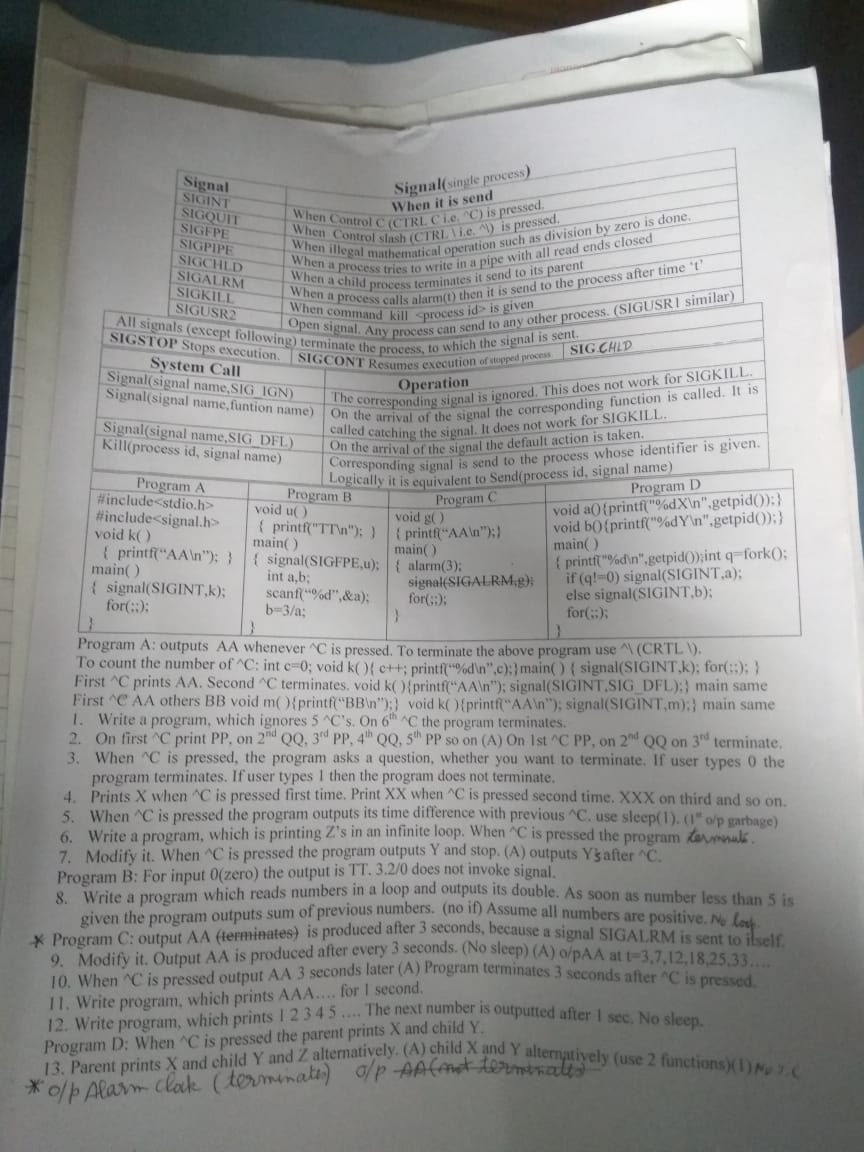 Signal(single process)
Signal When it is send
SIGINT When Control C (CTRL C i.e. ^C) is pressed.
SIGQUIT When Control slash (CTRL \ i.e. ^\) is pressed.
SIGFPE When illegal mathematical operation such as division by zero is done.
SIGPIPE When a process tries to write in a pipe with all read ends closed
SIGCHLD When a child process terminates it send to its parent
SIGALRM When a process calls alarm(t) then it is send to the process after time ‘t’
SIGKILL When command kill <process id> is given
SIGUSR2 Open signal. Any process can send to any other process. (SIGUSR1 similar)
All signals (except following) terminate the process, to which the signal is sent.
SIGSTOP Stops execution. SIGCONT Resumes execution of stopped process SIGCHLD
System Call Operation
Signal(signal name,SIG_IGN) The corresponding signal is ignored. This does not work for SIGKILL.
Signal(signal name,funtion name) On the arrival of the signal the corresponding function is called. It is
called catching the signal. It does not work for SIGKILL.
Signal(signal name,SIG_DFL) On the arrival of the signal the default action is taken.
Kill(process id, signal name) Corresponding signal is send to the process whose identifier is given.
Logically it is equivalent to Send(process id, signal name)
Program A
#include<stdio.h>
#include<signal.h>
void k( )
{ printf(“AA\n”); }
main( )
{ signal(SIGINT,k);
for(;;);
}
Program B
void u( )
{ printf("TT\n"); }
main( )
{ signal(SIGFPE,u);
int a,b;
scanf(“%d”,&a);
b=3/a;
}
Program C
void g( )
{ printf(“AA\n”);}
main( )
{ alarm(3);
signal(SIGALRM,g);
for(;;);
}
Program D
void a(){printf("%dX\n",getpid());}
void b(){printf("%dY\n",getpid());}
main( )
{ printf("%d\n",getpid());int q=fork();
if (q!=0) signal(SIGINT,a);
else signal(SIGINT,b);
for(;;);
}
Program A: outputs AA whenever ^C is pressed. To terminate the above program use ^\ (CRTL \).
To count the number of ^C: int c=0; void k( ){ c++; printf(“%d\n”,c);}main( ) { signal(SIGINT,k); for(;;); }
First ^C prints AA. Second ^C terminates. void k( ){printf(“AA\n”); signal(SIGINT,SIG_DFL);} main same
First ^C AA others BB void m( ){printf(“BB\n”);} void k( ){printf(“AA\n”); signal(SIGINT,m);} main same
1. Write a program, which ignores 5 ^C's. On 6th ^C the program terminates.
2. On first ^C print PP, on 2nd QQ, 3rd PP, 4th QQ, 5th PP so on (A) On 1st ^C PP, on 2nd QQ on 3rd terminate.
3. When ^C is pressed, the program asks a question, whether you want to terminate. If user types 0 the
program terminates. If user types 1 then the program does not terminate.
4. Prints X when ^C is pressed first time. Print XX when ^C is pressed second time. XXX on third and so on.
5. When ^C is pressed the program outputs its time difference with previous ^C. use sleep(1). (1st o/p garbage)
6. Write a program, which is printing Z's in an infinite loop. When ^C is pressed the program terminate.
7. Modify it. When ^C is pressed the program outputs Y and stop. (A) outputs Y's after ^C.
Program B: For input 0(zero) the output is TT. 3.2/0 does not invoke signal.
8. Write a program which reads numbers in a loop and outputs its double. As soon as number less than 5 is
given the program outputs sum of previous numbers. (no if) Assume all numbers are positive. No loop
* Program C: output AA (terminates) is produced after 3 seconds, because a signal SIGALRM is sent to itself.
9. Modify it. Output AA is produced after every 3 seconds. (No sleep) (A) o/pAA at t=3,7,12,18,25,33....
10. When ^C is pressed output AA 3 seconds later (A) Program terminates 3 seconds after ^C is pressed.
11. Write program, which prints AAA.... for 1 second.
12. Write program, which prints 1 2 3 4 5 .... The next number is outputted after 1 sec. No sleep.
Program D: When ^C is pressed the parent prints X and child Y.
13. Parent prints X and child Y and Z alternatively. (A) child X and Y alternatively (use 2 functions)(1)
* o/p Alarm clock (terminates) o/p AA(not terminates)